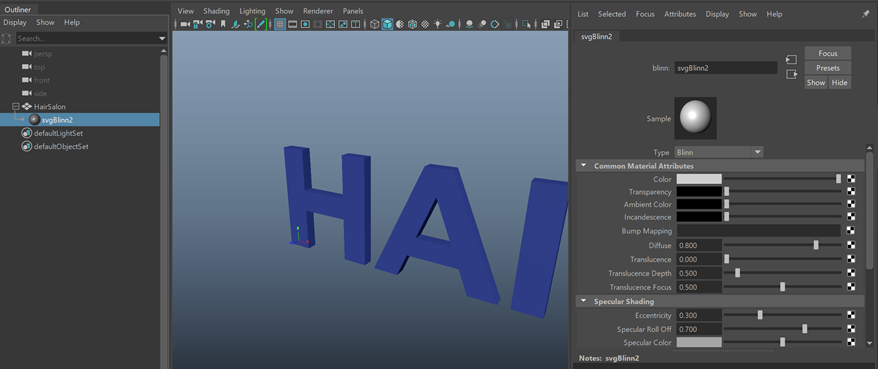 Outliner
Display Show Help
Search...
persp
top
front
side
HairSalon
svgBlinn2
defaultLightSet
defaultObjectSet
View Shading Lighting Show Renderer Panels
HAI
List Selected Focus Attributes Display Show Help
svgBlinn2
blinn: svgBlinn2
Focus
Presets
Show Hide
Sample
Type Blinn
Common Material Attributes
Color
Transparency
Ambient Color
Incandescence
Bump Mapping
Diffuse 0.800
Translucence 0.000
Translucence Depth 0.500
Translucence Focus 0.500
Specular Shading
Eccentricity 0.300
Specular Roll Off 0.700
Specular Color
Notes: svgBlinn2